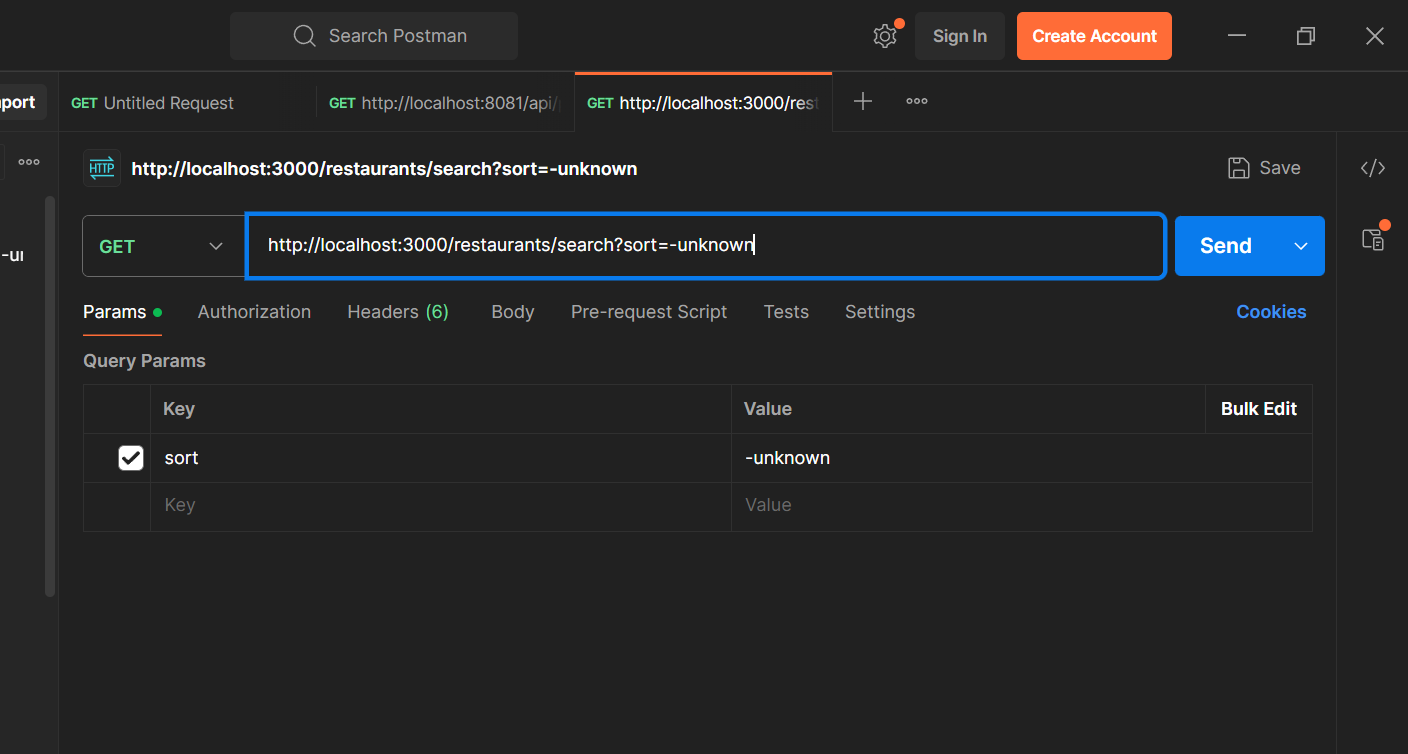 Search Postman
Sign In
Create Account
GET Untitled Request
GET http://localhost:8081/api/
GET http://localhost:3000/rest
HTTP http://localhost:3000/restaurants/search?sort=-unknown
Save
GET
http://localhost:3000/restaurants/search?sort=-unknown
Send
Params
Authorization
Headers (6)
Body
Pre-request Script
Tests
Settings
Cookies
Query Params
Key
Value
Bulk Edit
sort
-unknown
Key
Value